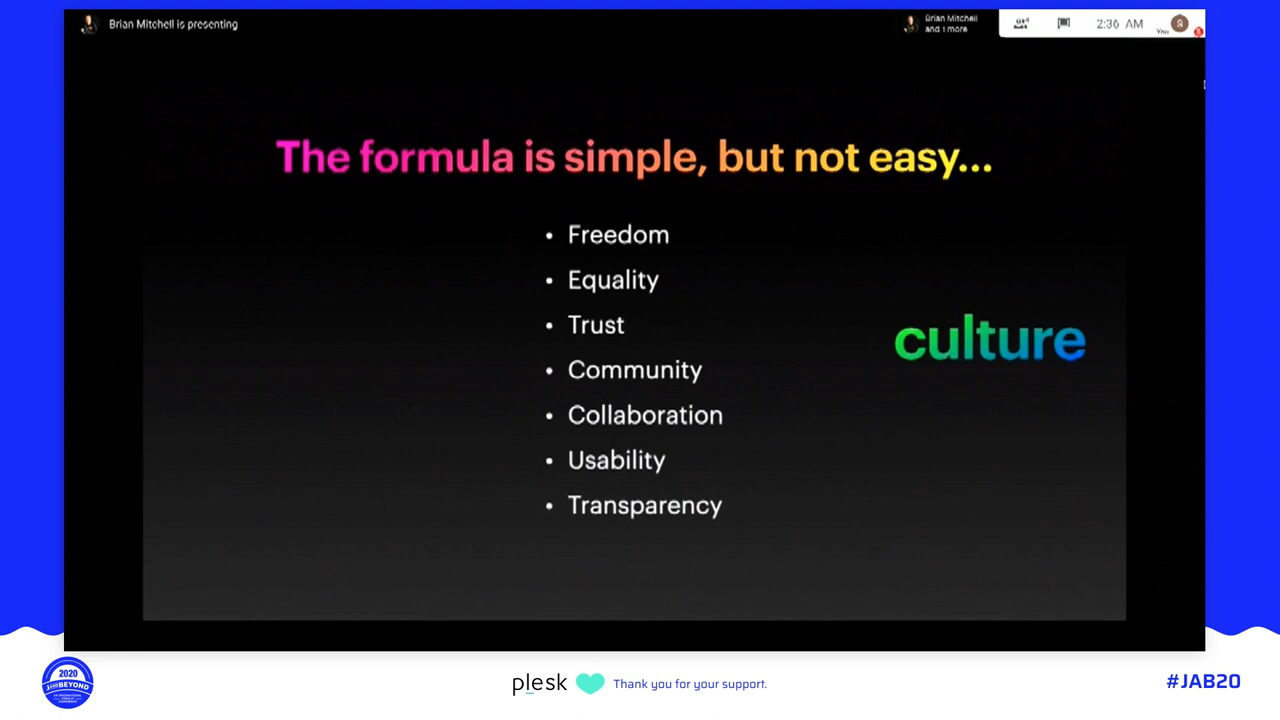 Brian Mitchell is presenting
Brian Mitchell
and 1 more
2:36 AM
You
S
The formula is simple, but not easy...
• Freedom
• Equality
• Trust
• Community
• Collaboration
• Usability
• Transparency
culture
2020
JANDBEYOND
plesk
Thank you for your support.
#JAB20